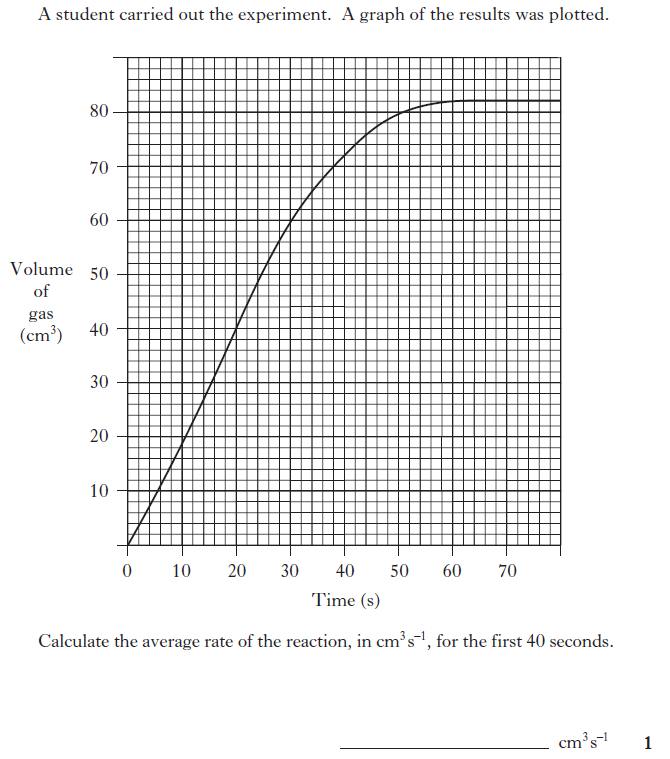 A student carried out the experiment. A graph of the results was plotted.
80
70
60
Volume 50
of
gas
(cm³) 40
30
20
10
0 10 20 30 40 50 60 70
Time (s)
Calculate the average rate of the reaction, in cm³ s⁻¹, for the first 40 seconds.
cm³ s⁻¹ 1